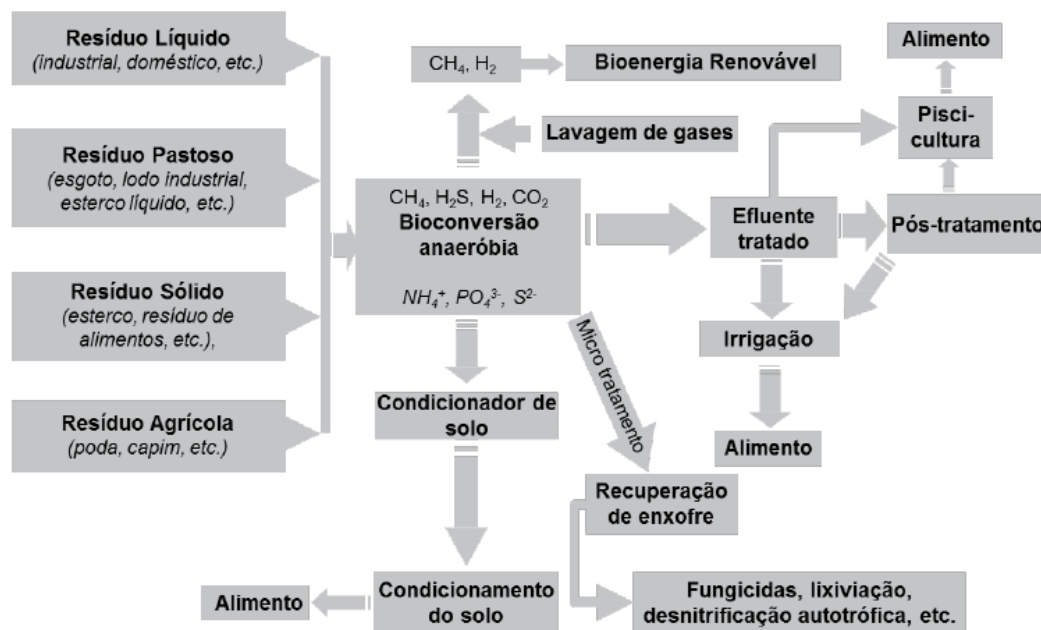 Resíduo Líquido
(industrial, doméstico, etc.)
Resíduo Pastoso
(esgoto, lodo industrial,
esterco líquido, etc.)
Resíduo Sólido
(esterco, resíduo de
alimentos, etc.),
Resíduo Agrícola
(poda, capim, etc.)
CH₄, H₂
Bioenergia Renovável
Lavagem de gases
CH₄, H₂S, H₂, CO₂
Bioconversão
anaeróbia
NH₄⁺, PO₄³⁻, S²⁻
Condicionador de
solo
Condicionamento
do solo
Alimento
Micro tratamento
Recuperação
de enxofre
Fungicidas, lixiviação,
desnitrificação autotrófica, etc.
Efluente
tratado
Pós-tratamento
Pisci-
cultura
Alimento
Irrigação
Alimento